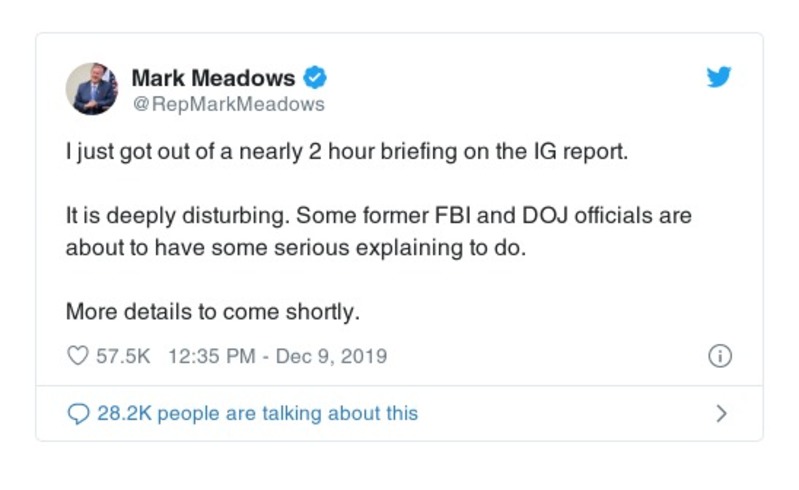 Mark Meadows
@RepMarkMeadows
I just got out of a nearly 2 hour briefing on the IG report.
It is deeply disturbing. Some former FBI and DOJ officials are
about to have some serious explaining to do.
More details to come shortly.
57.5K 12:35 PM - Dec 9, 2019
28.2K people are talking about this